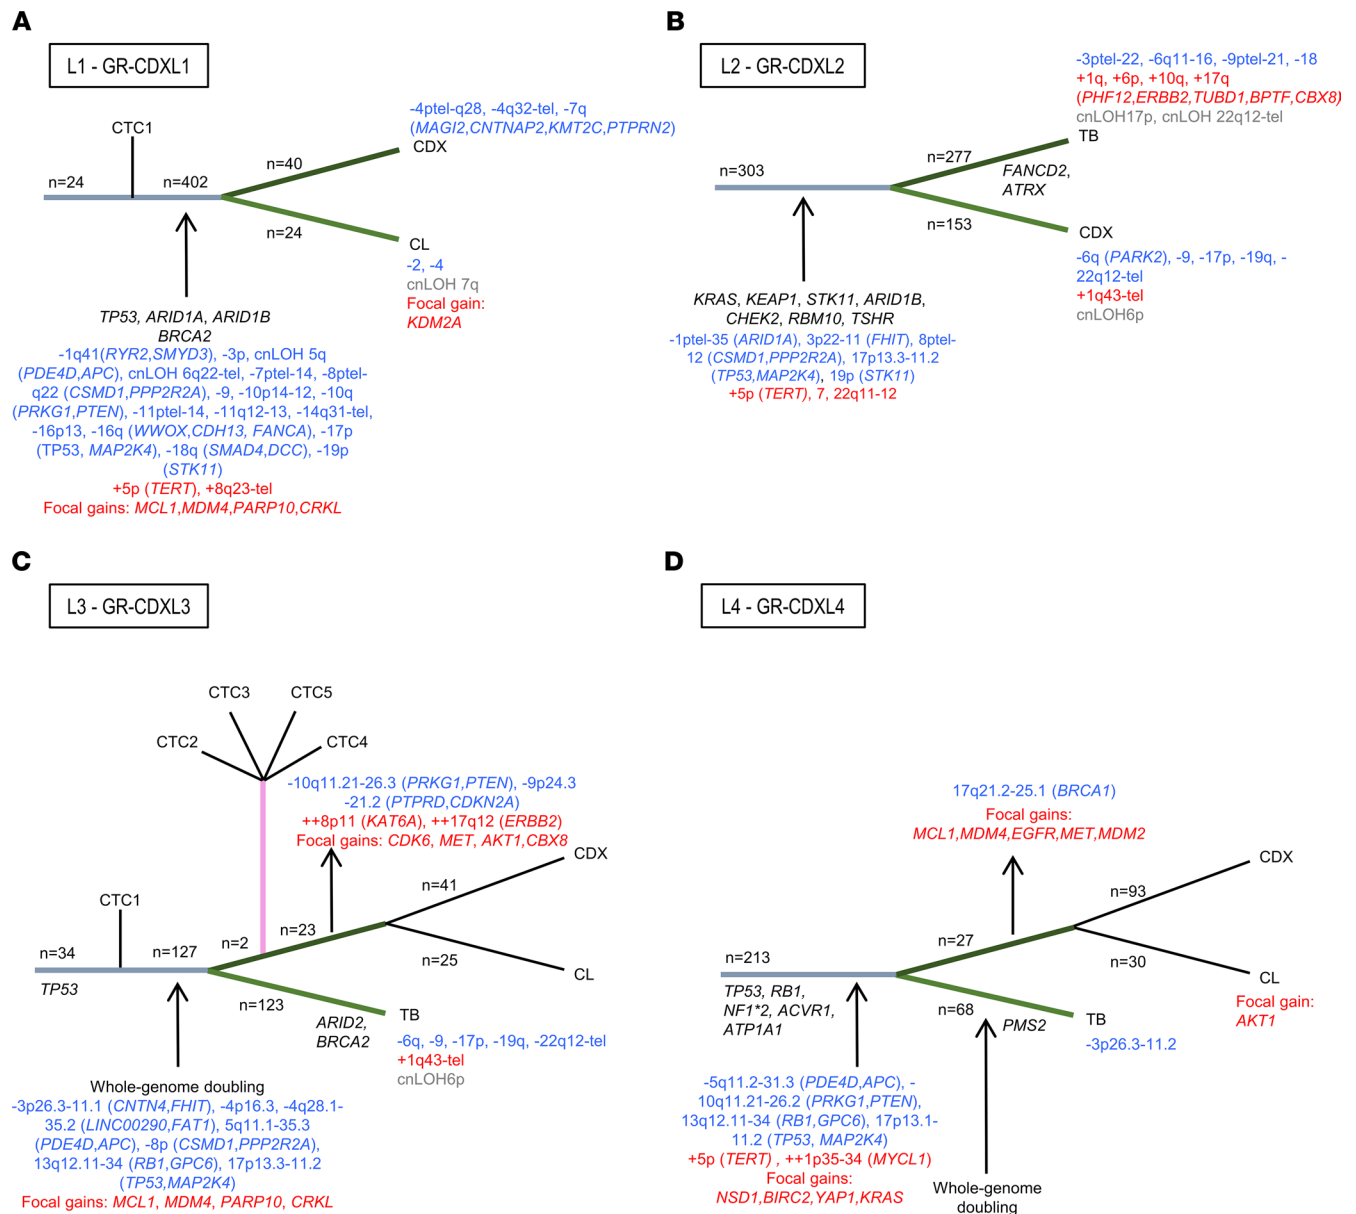 A
L1 - GR-CDXL1
CTC1
n=24
n=402
n=40
n=24
-4ptel-q28, -4q32-tel, -7q
(MAGI2,CNTNAP2,KMT2C,PTPRN2)
CDX
CL
-2, -4
cnLOH 7q
Focal gain:
KDM2A
TP53, ARID1A, ARID1B
BRCA2
-1q41(RYR2,SMYD3), -3p, cnLOH 5q
(PDE4D,APC), cnLOH 6q22-tel, -7ptel-14, -8ptel-
q22 (CSMD1,PPP2R2A), -9, -10p14-12, -10q
(PRKG1,PTEN), -11ptel-14, -11q12-13, -14q31-tel,
-16p13, -16q (WWOX,CDH13, FANCA), -17p
(TP53, MAP2K4), -18q (SMAD4,DCC), -19p
(STK11)
+5p (TERT), +8q23-tel
Focal gains: MCL1,MDM4,PARP10,CRKL
B
L2 - GR-CDXL2
-3ptel-22, -6q11-16, -9ptel-21, -18
+1q, +6p, +10q, +17q
(PHF12,ERBB2,TUBD1,BPTF,CBX8)
cnLOH17p, cnLOH 22q12-tel
TB
n=303
n=277
FANCD2,
ATRX
n=153
CDX
-6q (PARK2), -9, -17p, -19q, -
22q12-tel
+1q43-tel
cnLOH6p
KRAS, KEAP1, STK11, ARID1B,
CHEK2, RBM10, TSHR
-1ptel-35 (ARID1A), 3p22-11 (FHIT), 8ptel-
12 (CSMD1,PPP2R2A), 17p13.3-11.2
(TP53,MAP2K4), 19p (STK11)
+5p (TERT), 7, 22q11-12
C
L3 - GR-CDXL3
CTC3
CTC5
CTC2
CTC4
-10q11.21-26.3 (PRKG1,PTEN), -9p24.3
-21.2 (PTPRD,CDKN2A)
++8p11 (KAT6A), ++17q12 (ERBB2)
Focal gains: CDK6, MET, AKT1,CBX8
CDX
n=41
CTC1
n=34
n=127
n=2
n=23
n=25
CL
TP53
n=123
ARID2,
BRCA2
TB
-6q, -9, -17p, -19q, -22q12-tel
+1q43-tel
cnLOH6p
Whole-genome doubling
-3p26.3-11.1 (CNTN4,FHIT), -4p16.3, -4q28.1-
35.2 (LINC00290,FAT1), 5q11.1-35.3
(PDE4D,APC), -8p (CSMD1,PPP2R2A),
13q12.11-34 (RB1,GPC6), 17p13.3-11.2
(TP53,MAP2K4)
Focal gains: MCL1, MDM4, PARP10, CRKL
D
L4 - GR-CDXL4
17q21.2-25.1 (BRCA1)
Focal gains:
MCL1,MDM4,EGFR,MET,MDM2
CDX
n=93
n=213
n=27
n=30
CL
Focal gain:
AKT1
TP53, RB1,
NF1*2, ACVR1,
ATP1A1
n=68
PMS2
TB
-3p26.3-11.2
-5q11.2-31.3 (PDE4D,APC), -
10q11.21-26.2 (PRKG1,PTEN),
13q12.11-34 (RB1,GPC6), 17p13.1-
11.2 (TP53, MAP2K4)
+5p (TERT) , ++1p35-34 (MYCL1)
Focal gains:
NSD1,BIRC2,YAP1,KRAS
Whole-genome
doubling